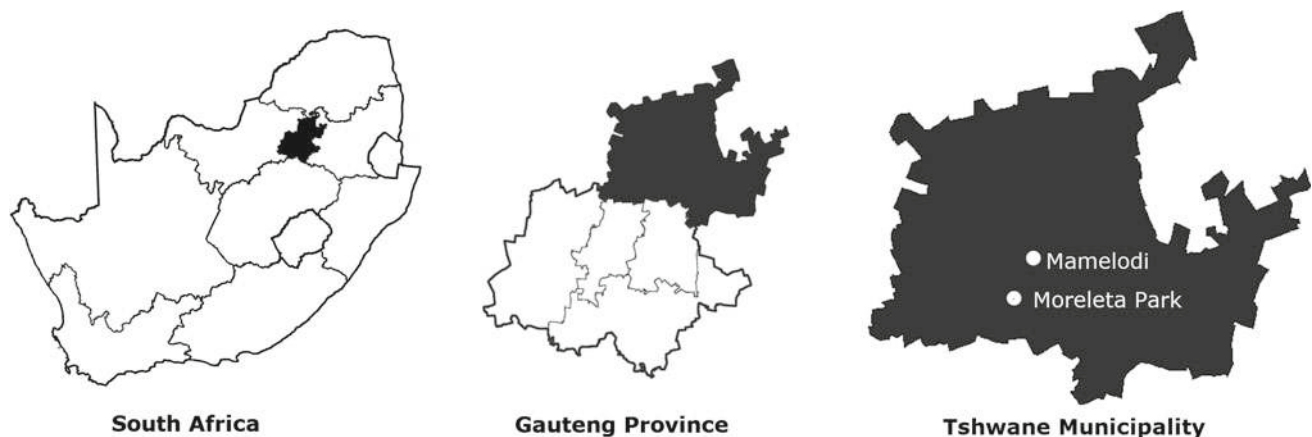 Mamelodi
Moreleta Park
South Africa
Gauteng Province
Tshwane Municipality